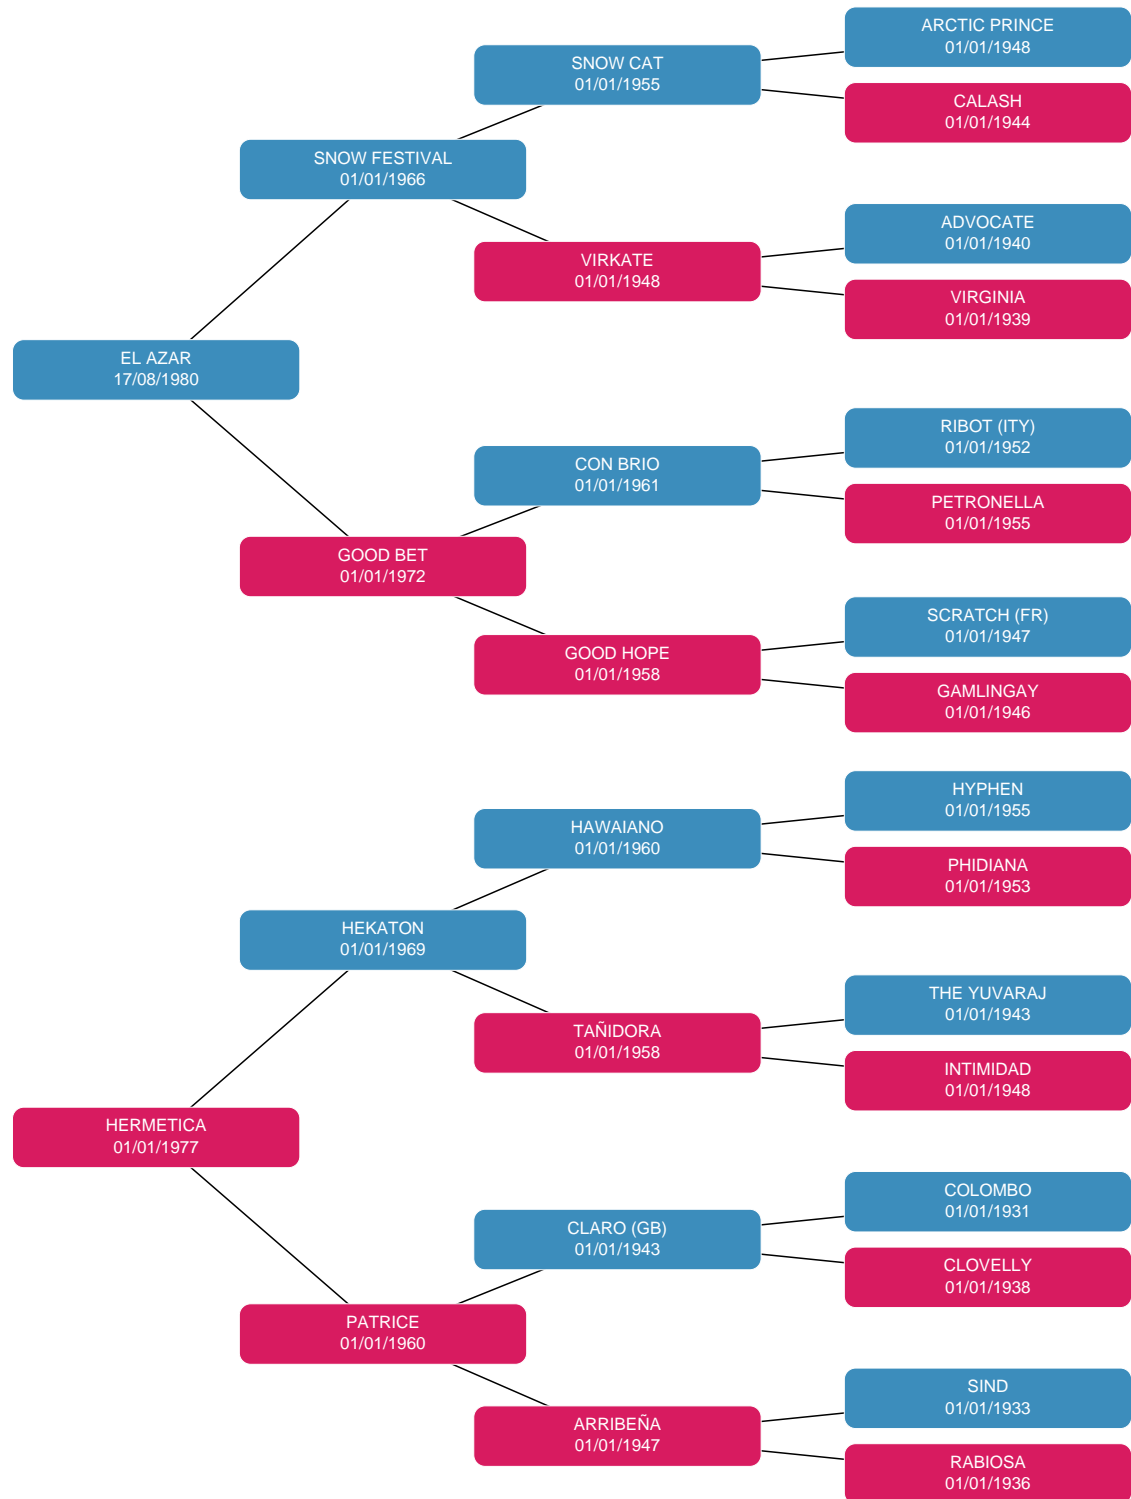 ARCTIC PRINCE
01/01/1948
SNOW CAT
01/01/1955
CALASH
01/01/1944
SNOW FESTIVAL
01/01/1966
ADVOCATE
01/01/1940
VIRKATE
01/01/1948
VIRGINIA
01/01/1939
EL AZAR
17/08/1980
RIBOT (ITY)
01/01/1952
CON BRIO
01/01/1961
PETRONELLA
01/01/1955
GOOD BET
01/01/1972
SCRATCH (FR)
01/01/1947
GOOD HOPE
01/01/1958
GAMLINGAY
01/01/1946
HYPHEN
01/01/1955
HAWAIANO
01/01/1960
PHIDIANA
01/01/1953
HEKATON
01/01/1969
THE YUVARAJ
01/01/1943
TAÑIDORA
01/01/1958
INTIMIDAD
01/01/1948
HERMETICA
01/01/1977
COLOMBO
01/01/1931
CLARO (GB)
01/01/1943
CLOVELLY
01/01/1938
PATRICE
01/01/1960
SIND
01/01/1933
ARRIBEÑA
01/01/1947
RABIOSA
01/01/1936